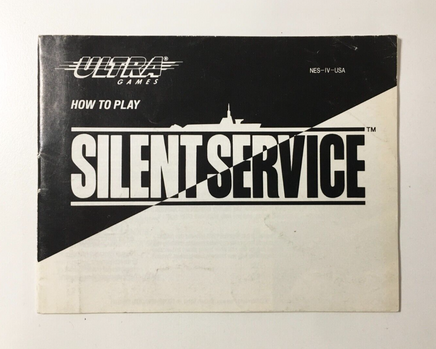 ULTRA®
GAMES
NES-IV-USA
HOW TO PLAY
SILENT SERVICE™